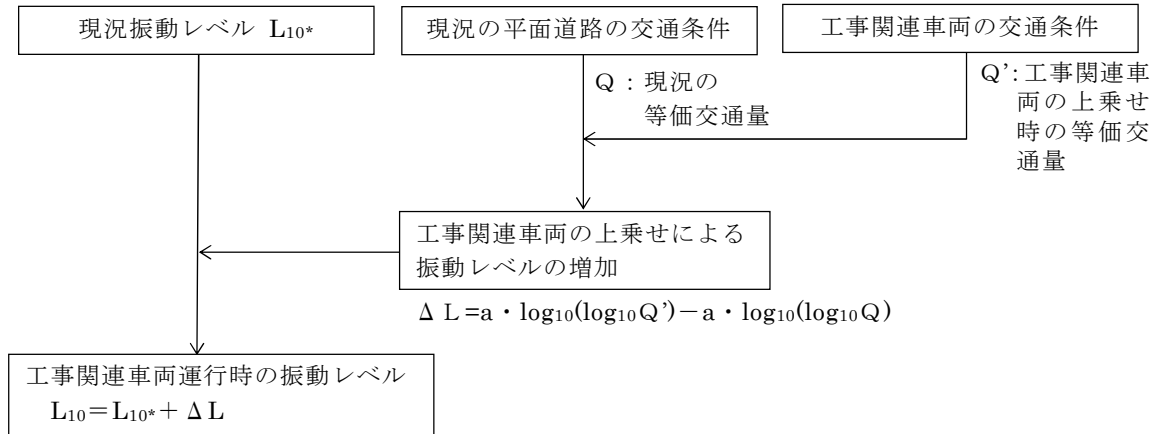 現況振動レベル L10*
現況の平面道路の交通条件
工事関連車両の交通条件
Q：現況の
等価交通量
Q’：工事関連車
両の上乗せ
時の等価交
通量
工事関連車両の上乗せによる
振動レベルの増加
ΔL=a・log10(log10Q’)－a・log10(log10Q)
工事関連車両運行時の振動レベル
L10＝L10*＋ΔL